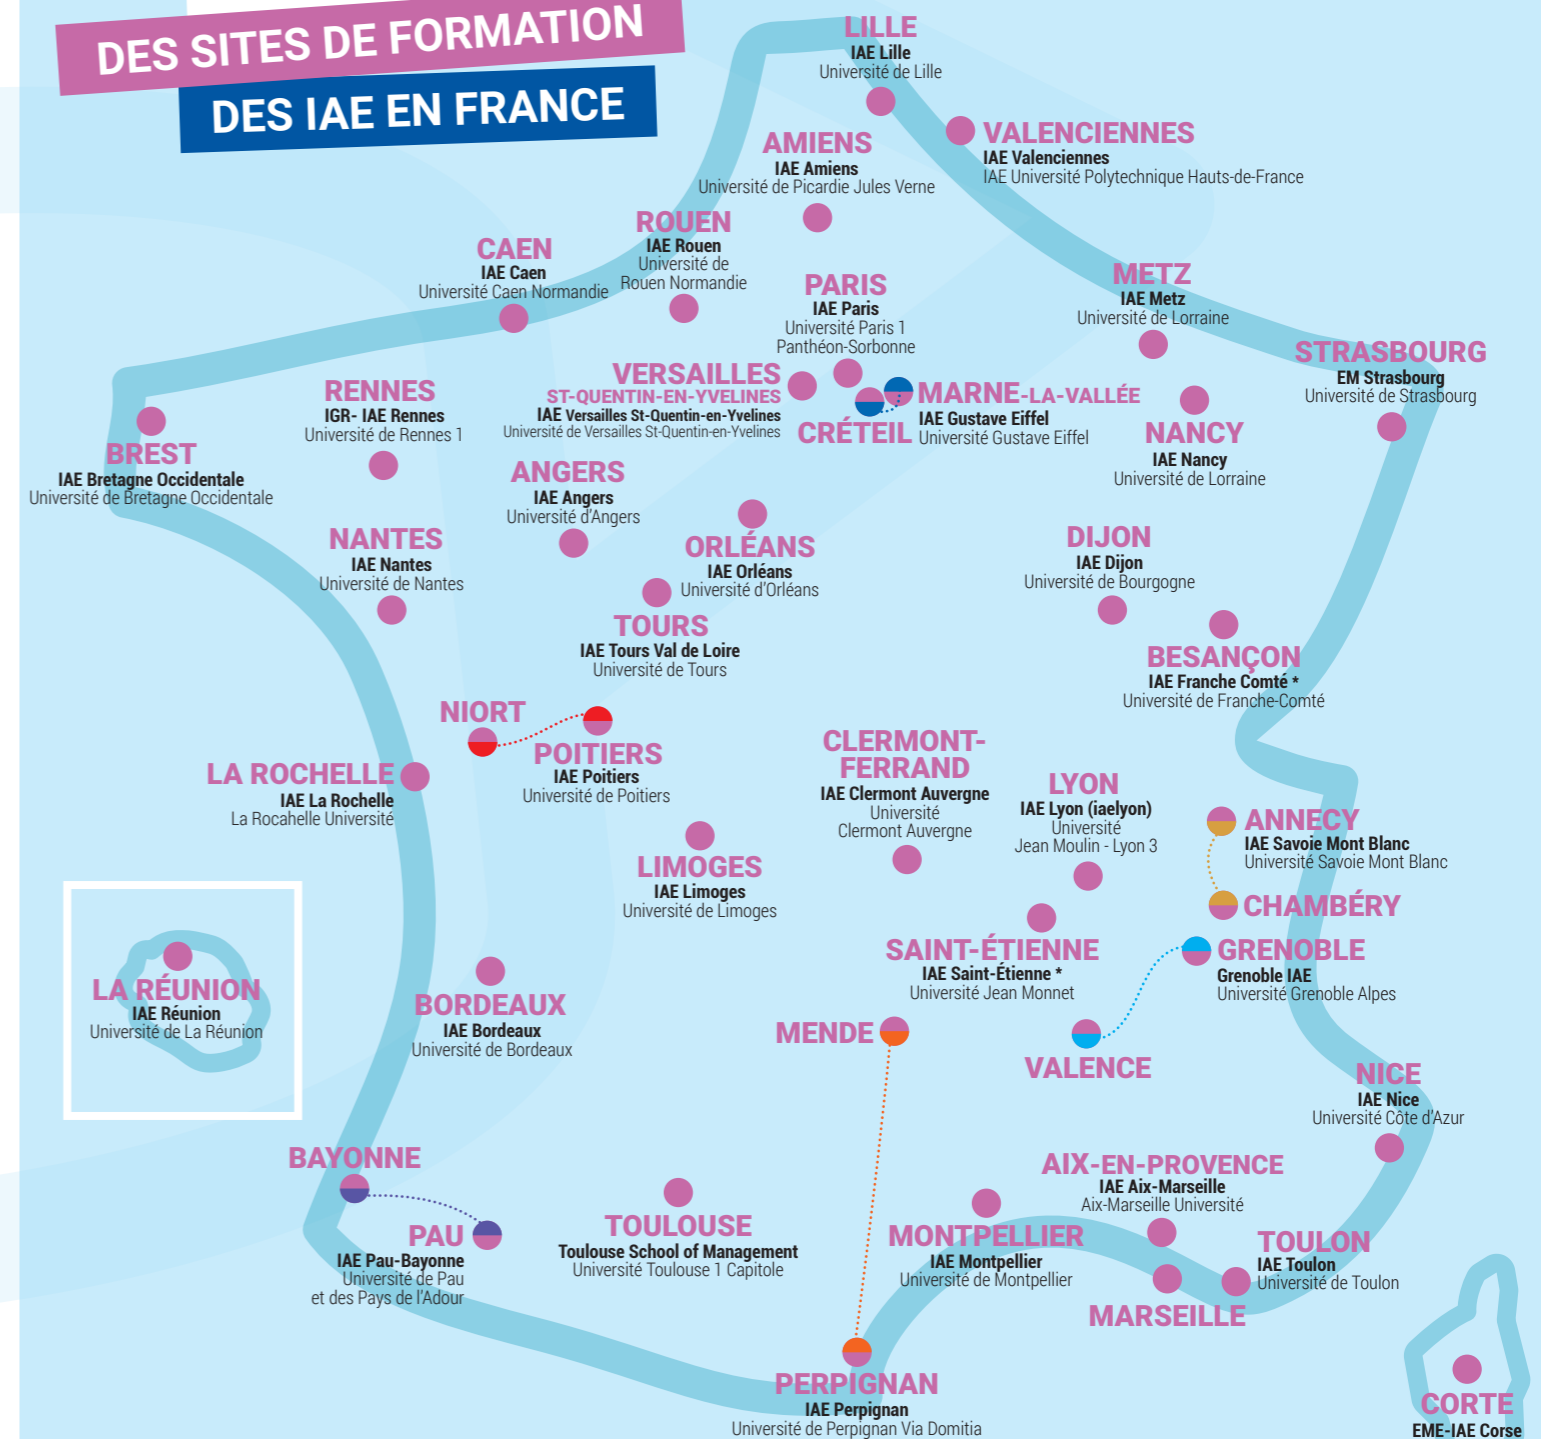 DES SITES DE FORMATION
DES IAE EN FRANCE
LILLE
IAE Lille
Université de Lille
VALENCIENNES
IAE Valenciennes
IAE Université Polytechnique Hauts-de-France
AMIENS
IAE Amiens
Université de Picardie Jules Verne
ROUEN
IAE Rouen
Université de
Rouen Normandie
CAEN
IAE Caen
Université Caen Normandie
PARIS
IAE Paris
Université Paris 1
Panthéon-Sorbonne
METZ
IAE Metz
Université de Lorraine
STRASBOURG
EM Strasbourg
Université de Strasbourg
VERSAILLES
ST-QUENTIN-EN-YVELINES
IAE Versailles St-Quentin-en-Yvelines
Université de Versailles St-Quentin-en-Yvelines
MARNE-LA-VALLÉE
IAE Gustave Eiffel
Université Gustave Eiffel
CRÉTEIL
NANCY
IAE Nancy
Université de Lorraine
RENNES
IGR- IAE Rennes
Université de Rennes 1
BREST
IAE Bretagne Occidentale
Université de Bretagne Occidentale
ANGERS
IAE Angers
Université d'Angers
NANTES
IAE Nantes
Université de Nantes
ORLÉANS
IAE Orléans
Université d'Orléans
TOURS
IAE Tours Val de Loire
Université de Tours
DIJON
IAE Dijon
Université de Bourgogne
BESANÇON
IAE Franche Comté *
Université de Franche-Comté
NIORT
POITIERS
IAE Poitiers
Université de Poitiers
LA ROCHELLE
IAE La Rochelle
La Rocahelle Université
CLERMONT-
FERRAND
IAE Clermont Auvergne
Université
Clermont Auvergne
LYON
IAE Lyon (iaelyon)
Université
Jean Moulin - Lyon 3
ANNECY
IAE Savoie Mont Blanc
Université Savoie Mont Blanc
CHAMBÉRY
LIMOGES
IAE Limoges
Université de Limoges
SAINT-ÉTIENNE
IAE Saint-Étienne *
Université Jean Monnet
GRENOBLE
Grenoble IAE
Université Grenoble Alpes
LA RÉUNION
IAE Réunion
Université de La Réunion
BORDEAUX
IAE Bordeaux
Université de Bordeaux
MENDE
VALENCE
NICE
IAE Nice
Université Côte d'Azur
BAYONNE
PAU
IAE Pau-Bayonne
Université de Pau
et des Pays de l'Adour
TOULOUSE
Toulouse School of Management
Université Toulouse 1 Capitole
MONTPELLIER
IAE Montpellier
Université de Montpellier
AIX-EN-PROVENCE
IAE Aix-Marseille
Aix-Marseille Université
MARSEILLE
TOULON
IAE Toulon
Université de Toulon
PERPIGNAN
IAE Perpignan
Université de Perpignan Via Domitia
CORTE
EME-IAE Corse